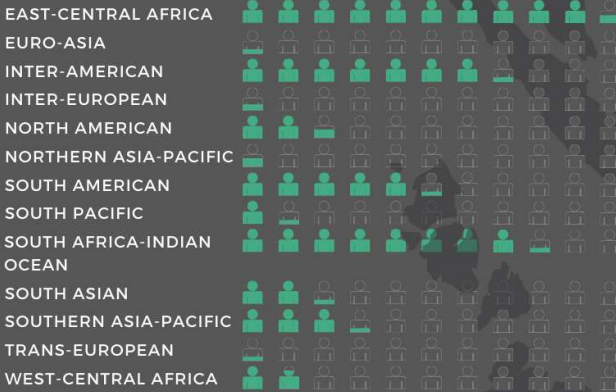 EAST-CENTRAL AFRICA
EURO-ASIA
INTER-AMERICAN
INTER-EUROPEAN
NORTH AMERICAN
NORTHERN ASIA-PACIFIC
SOUTH AMERICAN
SOUTH PACIFIC
SOUTH AFRICA-INDIAN
OCEAN
SOUTH ASIAN
SOUTHERN ASIA-PACIFIC
TRANS-EUROPEAN
WEST-CENTRAL AFRICA